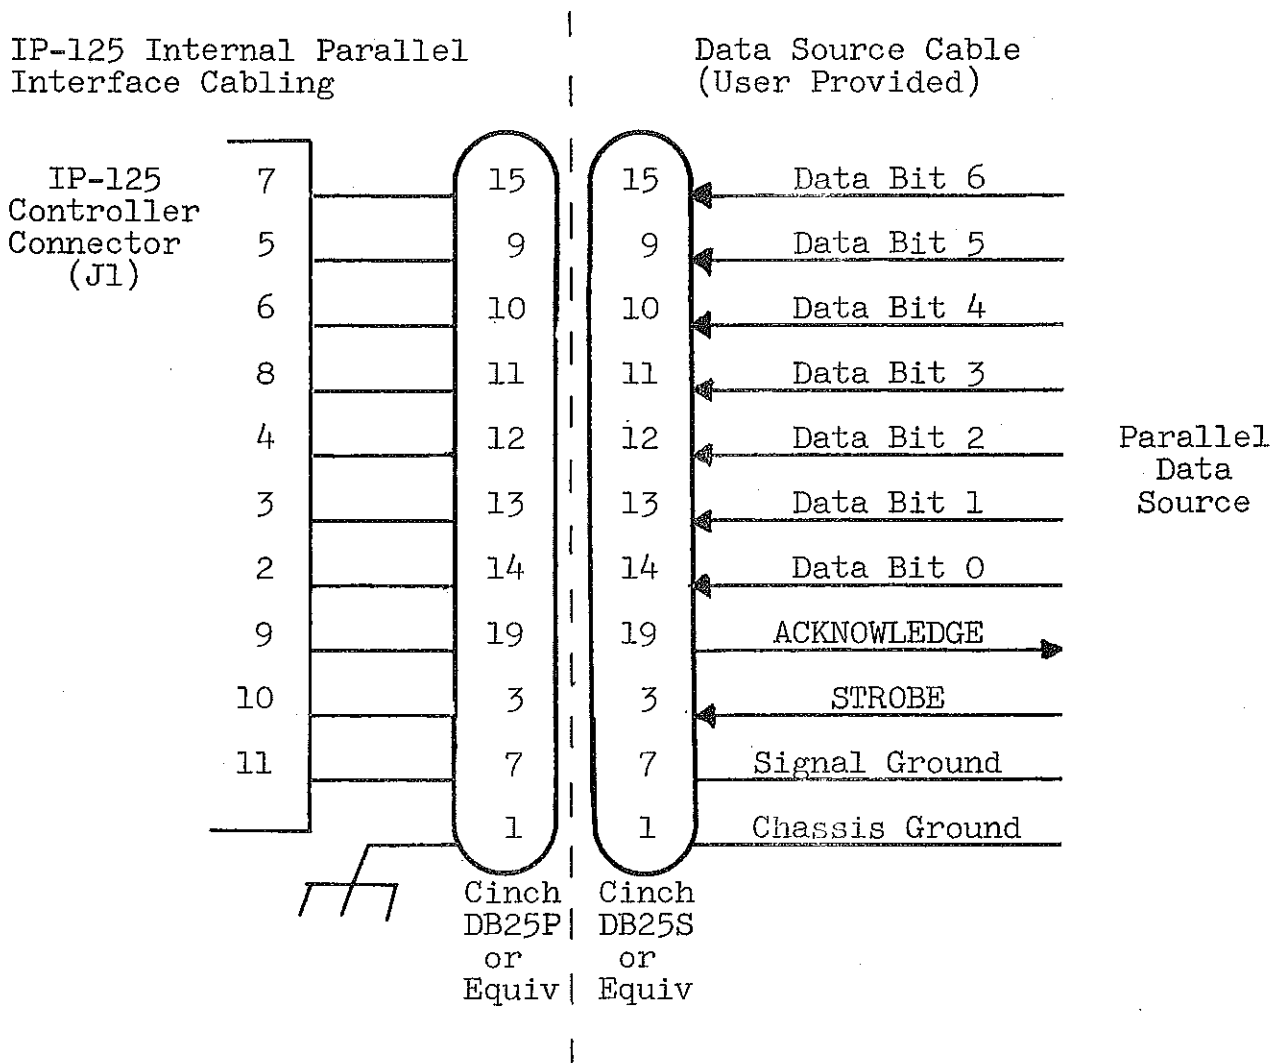 IP-125 Internal Parallel
Interface Cabling
Data Source Cable
(User Provided)
IP-125
Controller
Connector
(J1)
7 15 15 Data Bit 6
5 9 9 Data Bit 5
6 10 10 Data Bit 4
8 11 11 Data Bit 3
4 12 12 Data Bit 2
3 13 13 Data Bit 1
2 14 14 Data Bit 0
9 19 19 ACKNOWLEDGE
10 3 3 STROBE
11 7 7 Signal Ground
1 1 Chassis Ground
Parallel
Data
Source
Cinch
DB25P
or
Equiv
Cinch
DB25S
or
Equiv